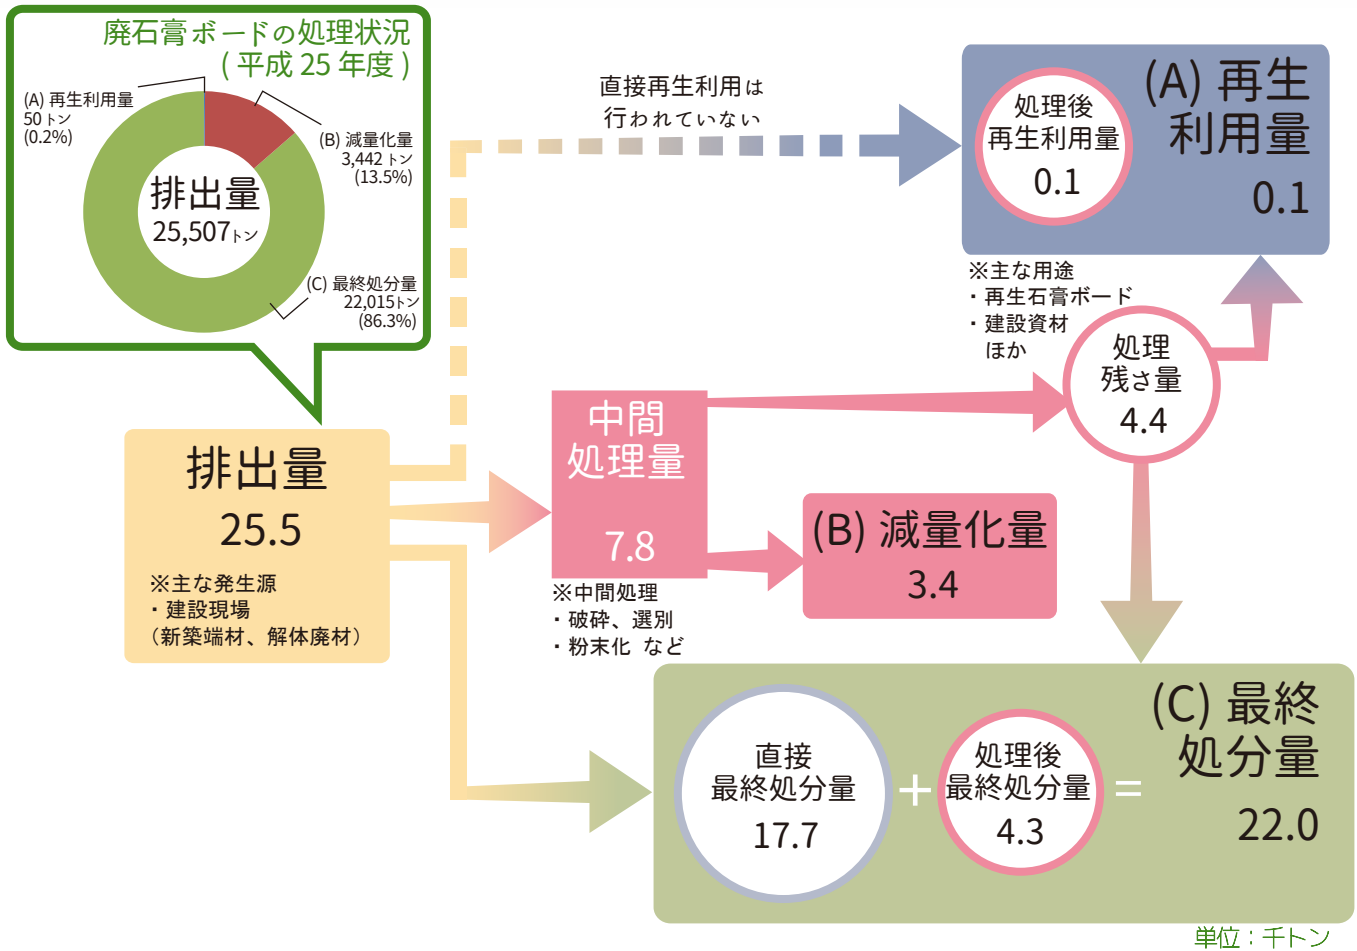 廃石膏ボードの処理状況
(平成 25 年度)
(A) 再生利用量
50 トン
(0.2%)
(B) 減量化量
3,442 トン
(13.5%)
排出量
25,507トン
(C) 最終処分量
22,015トン
(86.3%)
直接再生利用は
行われていない
処理後
再生利用量
0.1
(A) 再生
利用量
0.1
※主な用途
・再生石膏ボード
・建設資材
ほか
処理
残さ量
4.4
排出量
25.5
※主な発生源
・建設現場
（新築端材、解体廃材）
中間
処理量
7.8
※中間処理
・破砕、選別
・粉末化 など
(B) 減量化量
3.4
直接
最終処分量
17.7
+
処理後
最終処分量
4.3
=
(C) 最終
処分量
22.0
単位：千トン